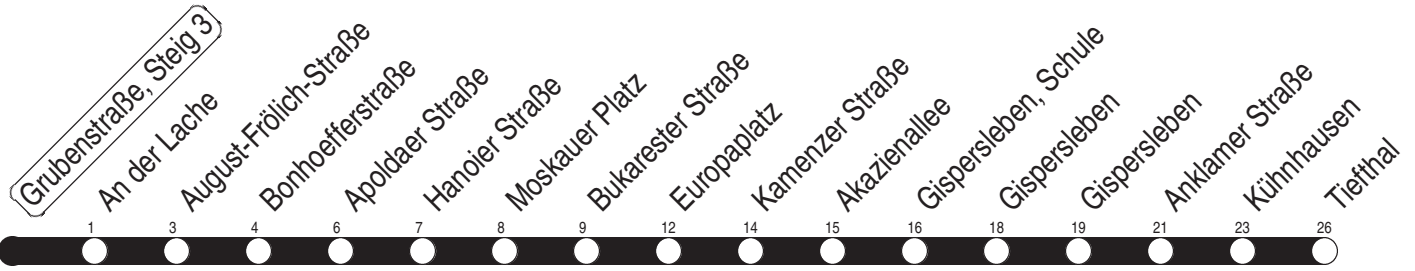 Grubenstraße, Steig 3
An der Lache
August-Frölich-Straße
Bonhoefferstraße
Apoldaer Straße
Hanoier Straße
Moskauer Platz
Bukarester Straße
Europaplatz
Kamenzer Straße
Akazienallee
Gispersleben, Schule
Gispersleben
Gispersleben
Anklamer Straße
Kühnhausen
Tiefthal
1 3 4 6 7 8 9 12 14 15 16 18 19 21 23 26